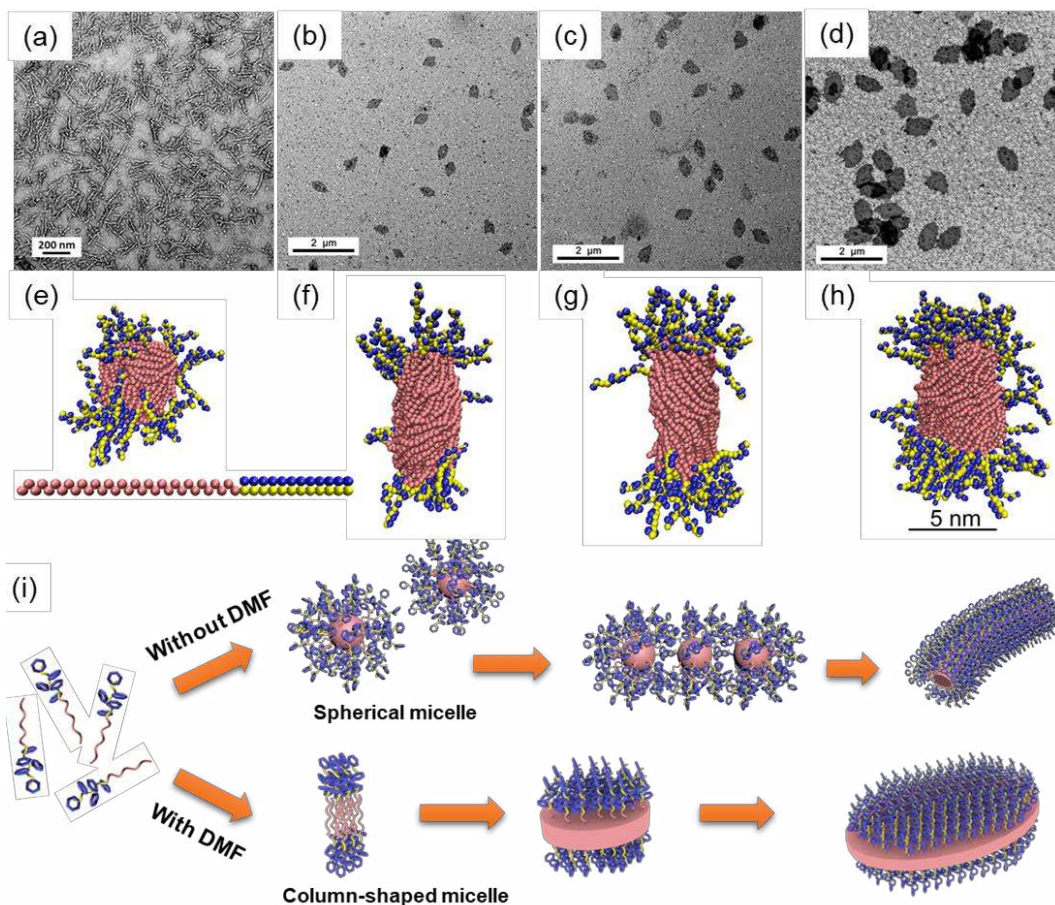 (a)
(b)
(c)
(d)
200 nm
2 µm
2 µm
2 µm
(e)
(f)
(g)
(h)
5 nm
(i)
Without DMF
Spherical micelle
With DMF
Column-shaped micelle